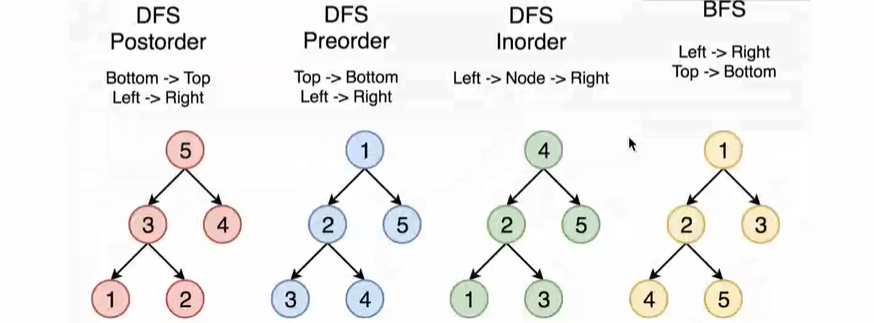 DFS
Postorder
Bottom -> Top
Left -> Right
5
3
4
1
2
DFS
Preorder
Top -> Bottom
Left -> Right
1
2
5
3
4
DFS
Inorder
Left -> Node -> Right
4
2
5
1
3
BFS
Left -> Right
Top -> Bottom
1
2
3
4
5